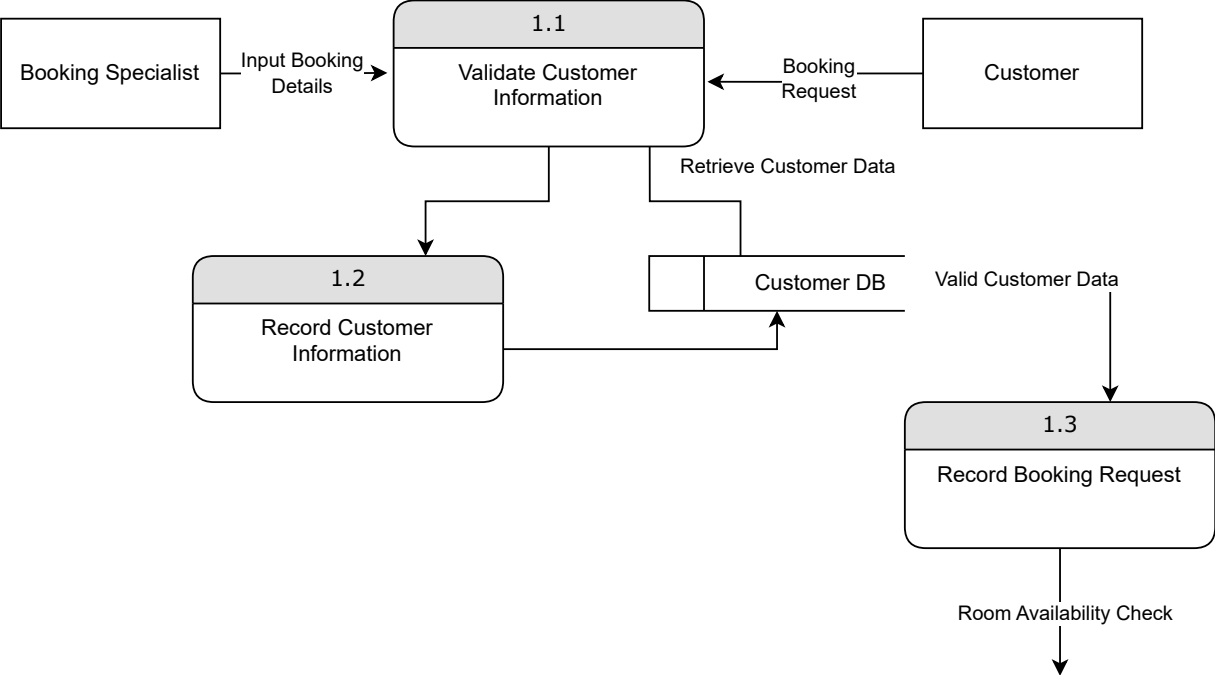 1.1
Booking Specialist
Input Booking
Details
Validate Customer
Information
Booking
Request
Customer
Retrieve Customer Data
1.2
Record Customer
Information
Customer DB
Valid Customer Data
1.3
Record Booking Request
Room Availability Check